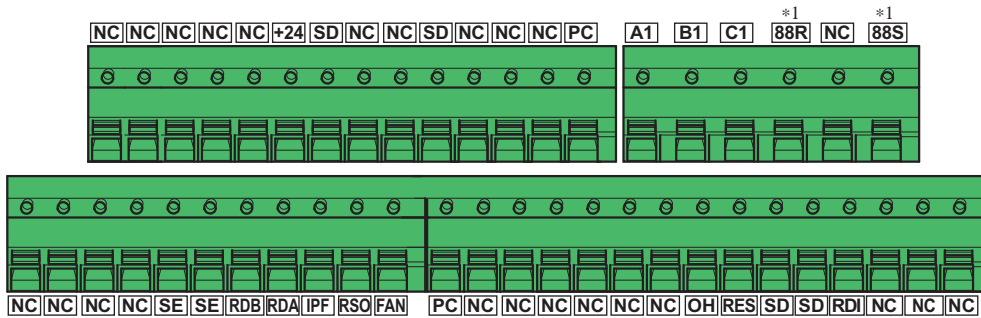 *1 *1
NC NC NC NC NC +24 SD NC NC SD NC NC NC PC A1 B1 C1 88R NC 88S
NC NC NC NC SE SE RDB RDA IPF RSO FAN PC NC NC NC NC NC NC OH RES SD SD RDI NC NC NC